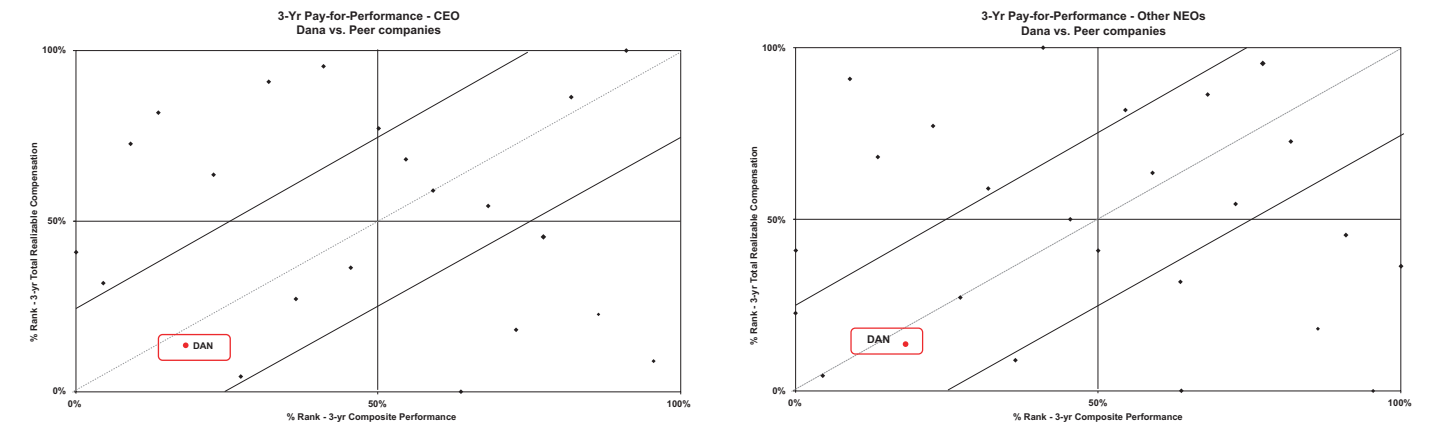 3-Yr Pay-for-Performance - CEO
Dana vs. Peer companies
100%
50%
0%
% Rank - 3-yr Total Realizable Compensation
DAN
0%
50%
100%
% Rank - 3-yr Composite Performance
3-Yr Pay-for-Performance - Other NEOs
Dana vs. Peer companies
100%
50%
0%
% Rank - 3-yr Total Realizable Compensation
DAN
0%
50%
100%
% Rank - 3-yr Composite Performance